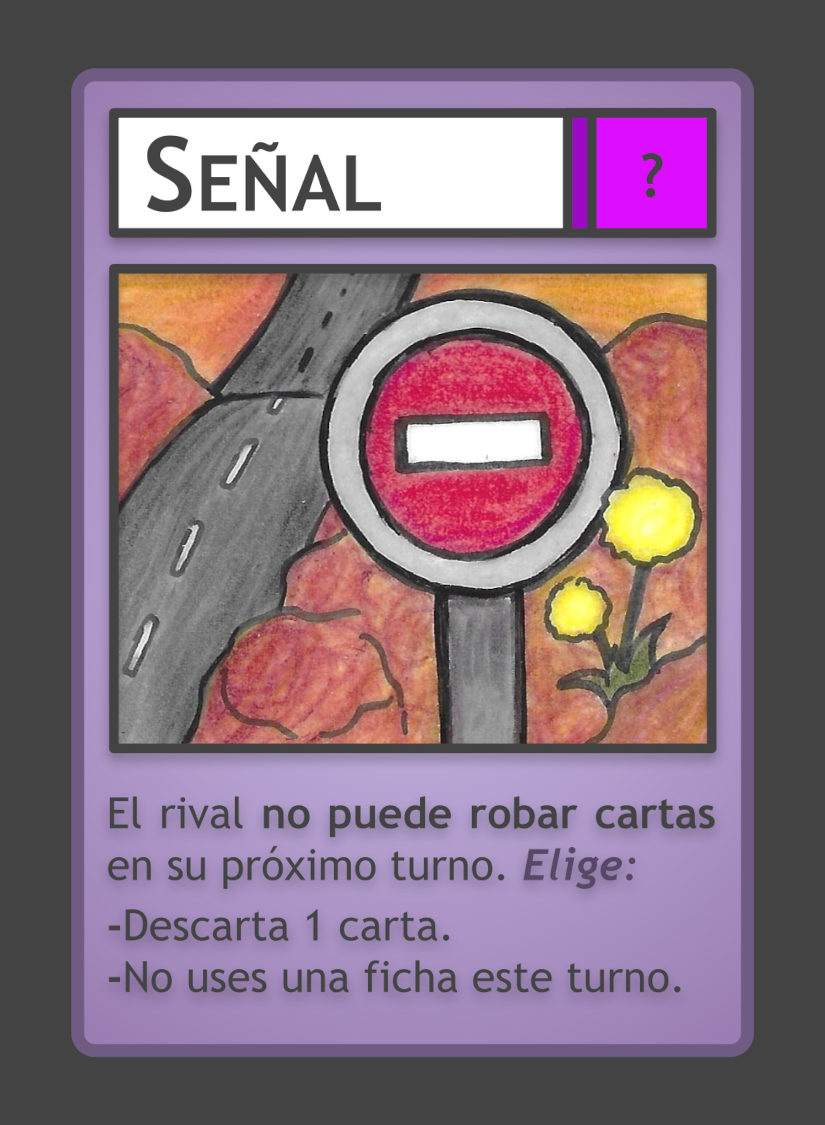 SEÑAL
?
El rival no puede robar cartas
en su próximo turno. Elige:
-Descarta 1 carta.
-No uses una ficha este turno.